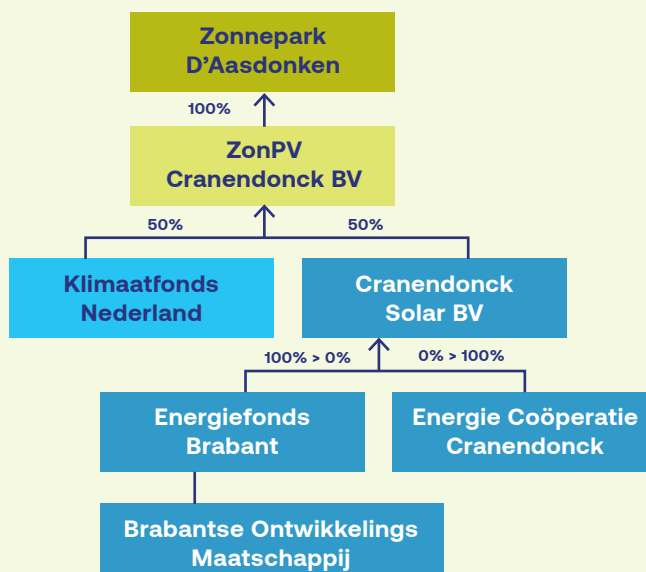 Zonnepark
D’Aasdonken
100%
ZonPV
Cranendonck BV
50%
50%
Klimaatfonds
Nederland
Cranendonck
Solar BV
100% > 0%
0% > 100%
Energiefonds
Brabant
Energie Coöperatie
Cranendonck
Brabantse Ontwikkelings
Maatschappij